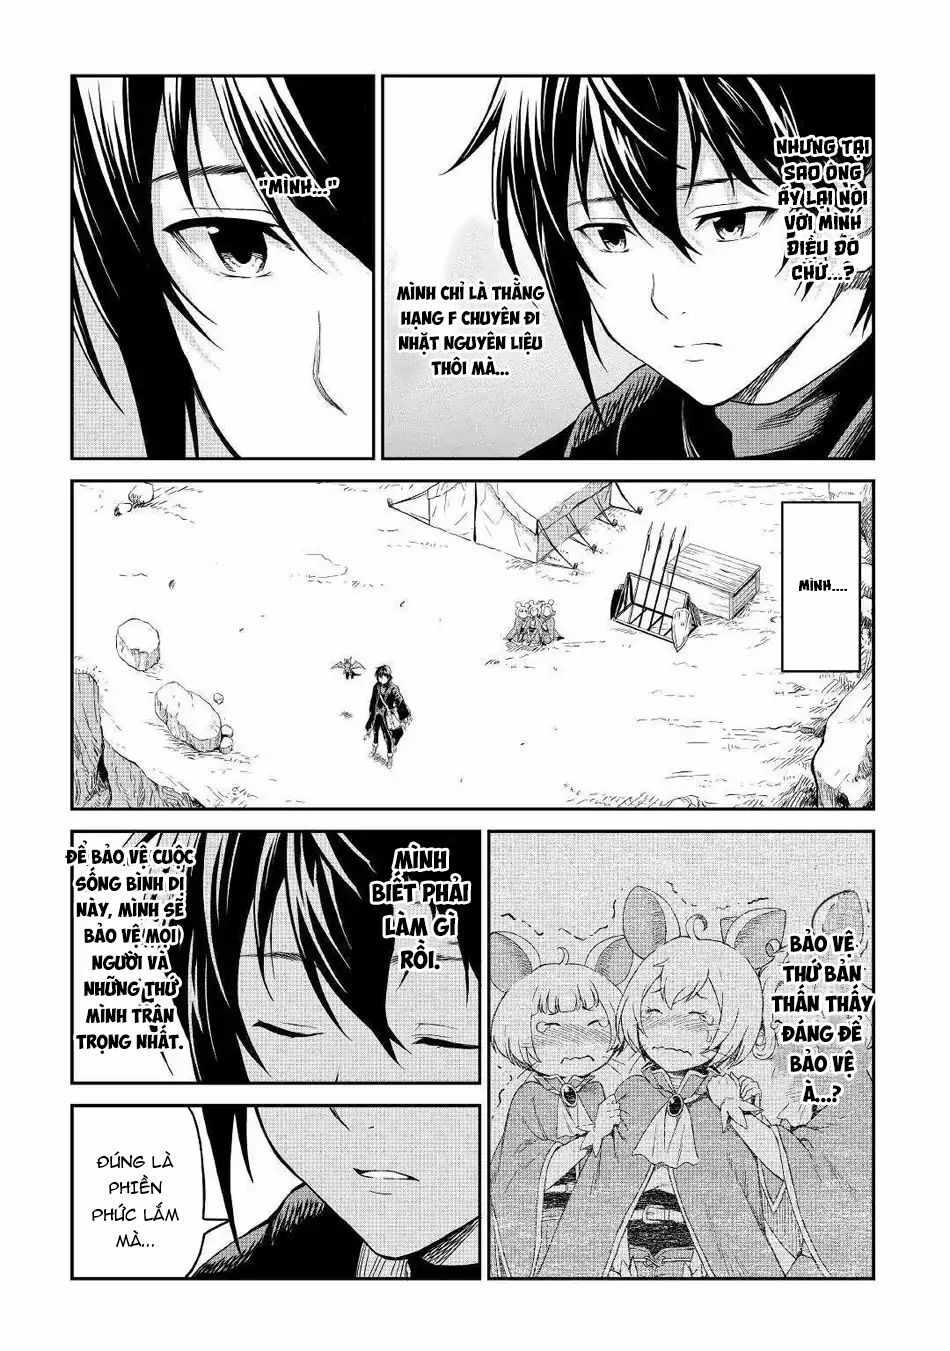 NHƯNG TẠI
SAO ÔNG
ẤY LẠI NÓI
VỚI MÌNH
ĐIỀU ĐÓ
CHỨ...?
MÌNH CHỈ LÀ THẰNG
HẠNG F CHUYÊN ĐI
NHẶT NGUYÊN LIỆU
THÔI MÀ...
"MÌNH..."
MÌNH....
BẢO VỆ
THỨ BẢN
THÂN THẤY
ĐÁNG ĐỂ
BẢO VỆ
À...?
MÌNH
BIẾT PHẢI
LÀM GÌ
RỒI.
ĐỂ BẢO VỆ CUỘC
SỐNG BÌNH DỊ
NÀY, MÌNH SẼ
BẢO VỆ MỌI
NGƯỜI VÀ
NHỮNG THỨ
MÌNH TRÂN
TRỌNG NHẤT.
ĐÚNG LÀ
PHIỀN
PHỨC LẮM
MÀ...